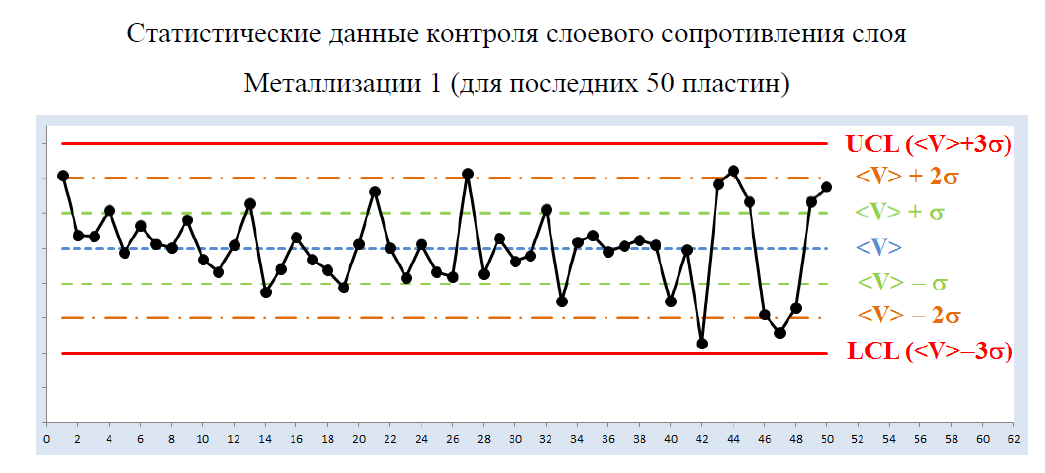 Статистические данные контроля слоевого сопротивления слоя
Металлизации 1 (для последних 50 пластин)
UCL (<V>+3σ)
<V> + 2σ
<V> + σ
<V>
<V> – σ
<V> – 2σ
LCL (<V>–3σ)
0 2 4 6 8 10 12 14 16 18 20 22 24 26 28 30 32 34 36 38 40 42 44 46 48 50 52 54 56 58 60 62